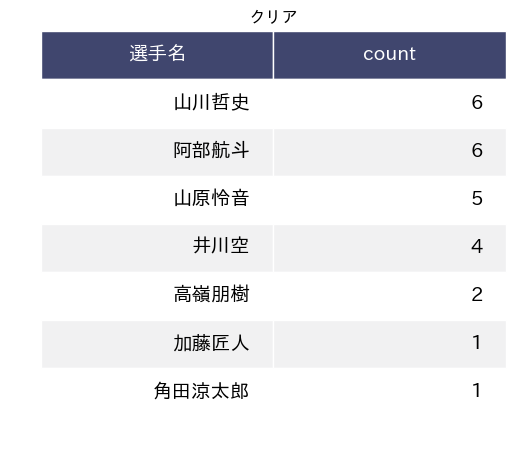 クリア
選手名 count
山川哲史 6
阿部航斗 6
山原怜音 5
井川空 4
高嶺朋樹 2
加藤匠人 1
角田涼太郎 1